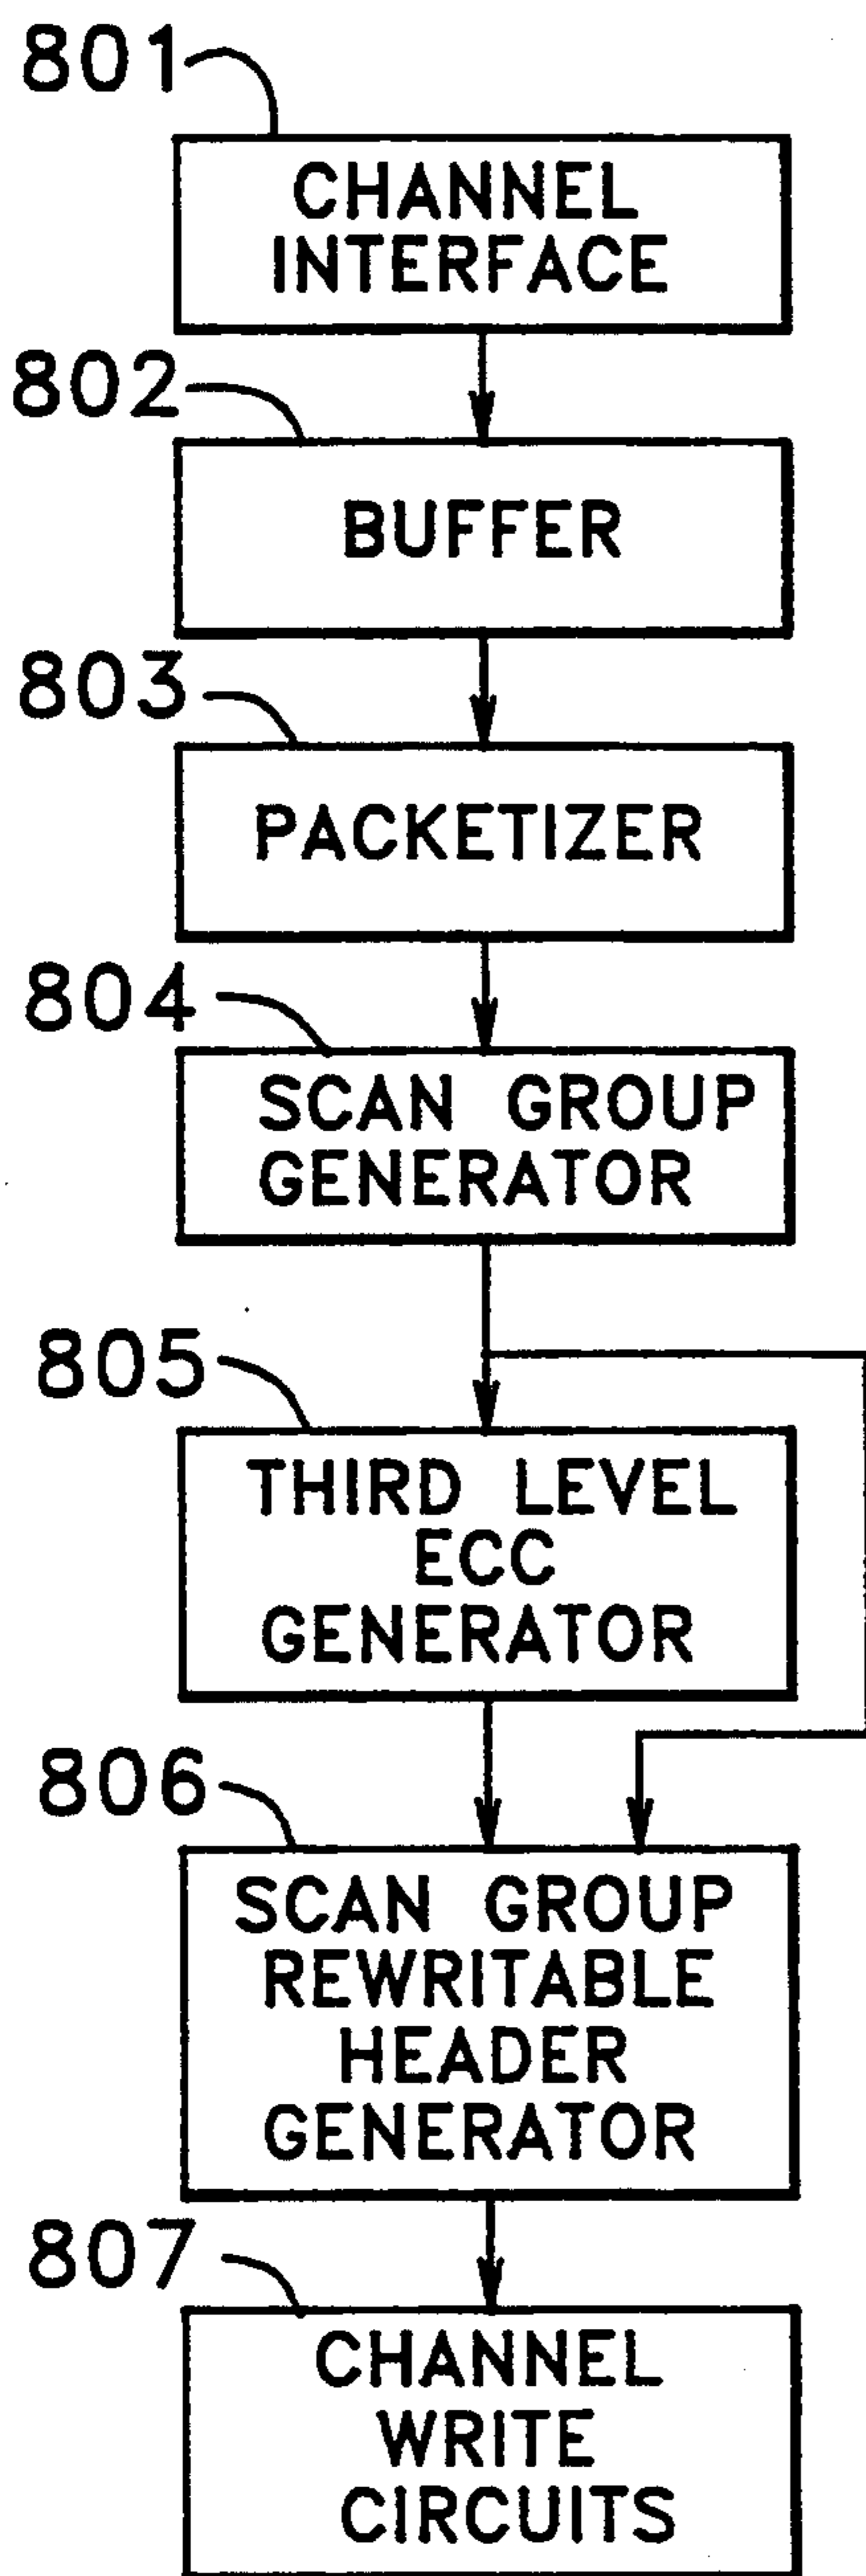 801
CHANNEL
INTERFACE
802
BUFFER
803
PACKETIZER
804
SCAN GROUP
GENERATOR
805
THIRD LEVEL
ECC
GENERATOR
806
SCAN GROUP
REWRITABLE
HEADER
GENERATOR
807
CHANNEL
WRITE
CIRCUITS